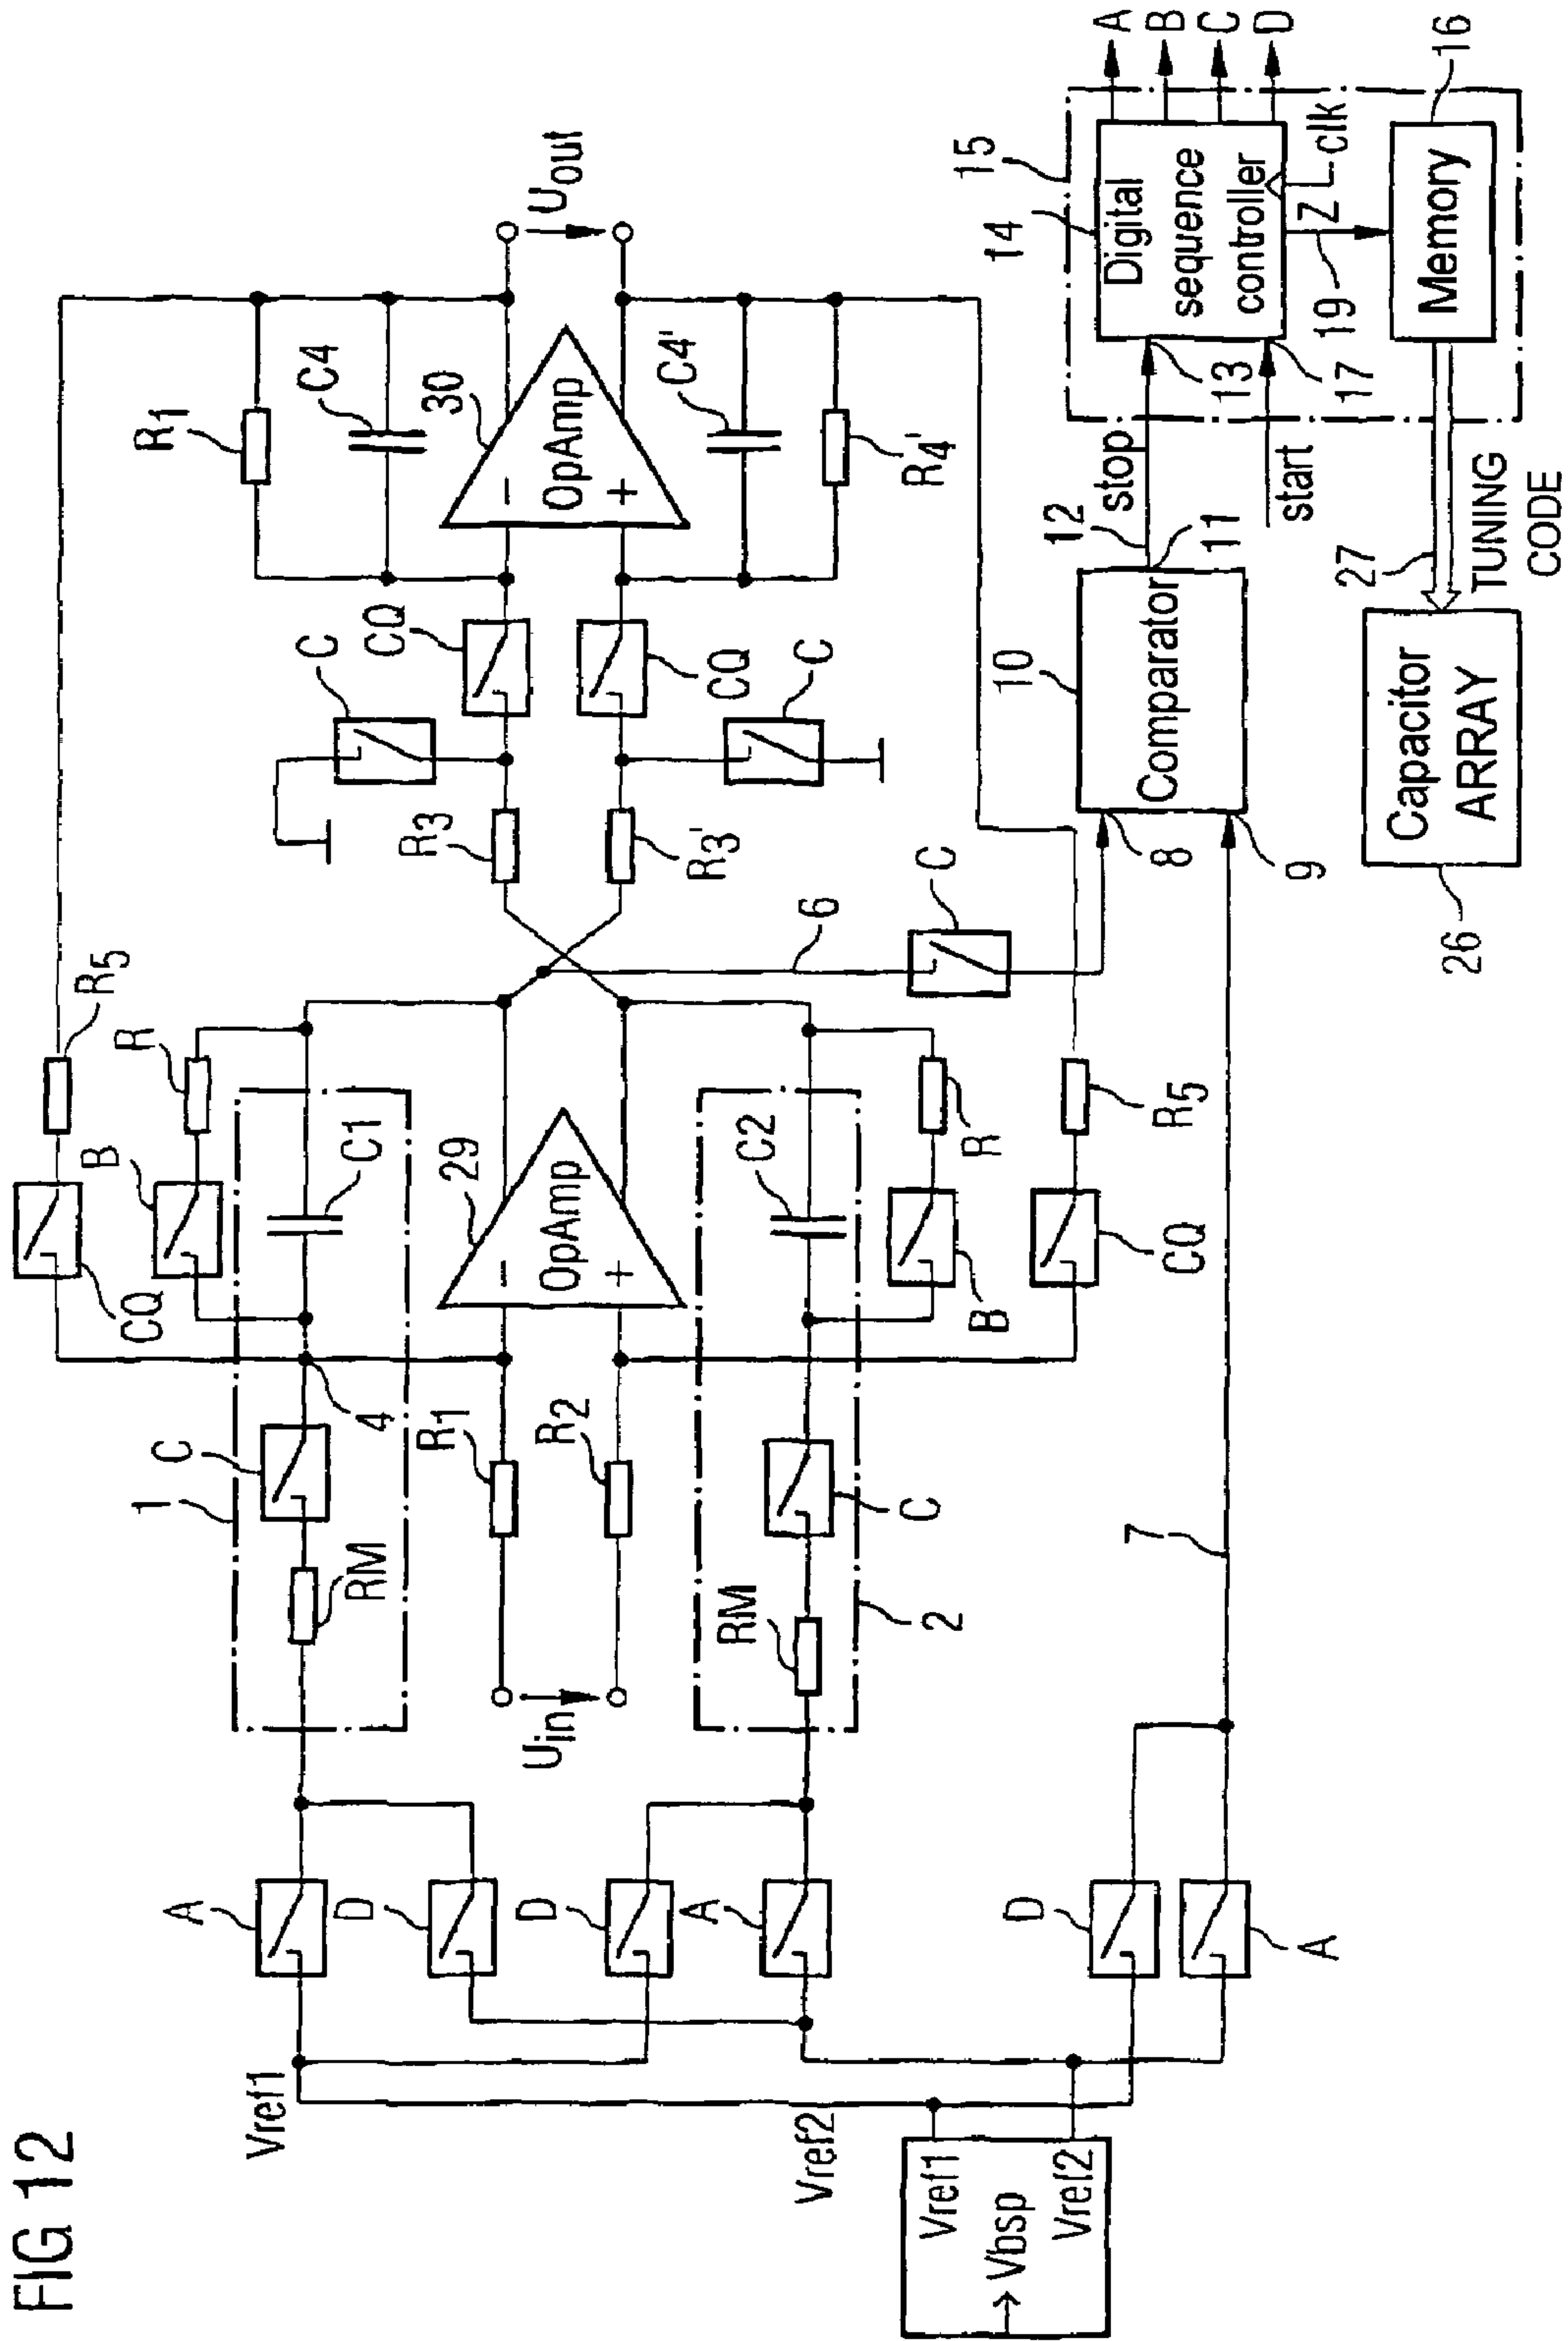 FIG 12
CQ
R5
B
R
R1
C4
C
CQ
30
OpAmp
Uout
C4'
R4'
1
C
4
C1
RM
29
OpAmp
R3
R3'
C
CQ
R1
R2
Uin
C2
RM
C
2
B
R
CQ
R5
6
C
A
D
D
A
D
A
Vref1
Vref2
Vref1
Vbsp
Vref2
7
8
9
10
Comparator
11
12
stop
start
13
17
14
15
Digital
sequence
controller
A
B
C
D
clk
Z
19
Memory
16
27
TUNING
CODE
Capacitor
ARRAY
26